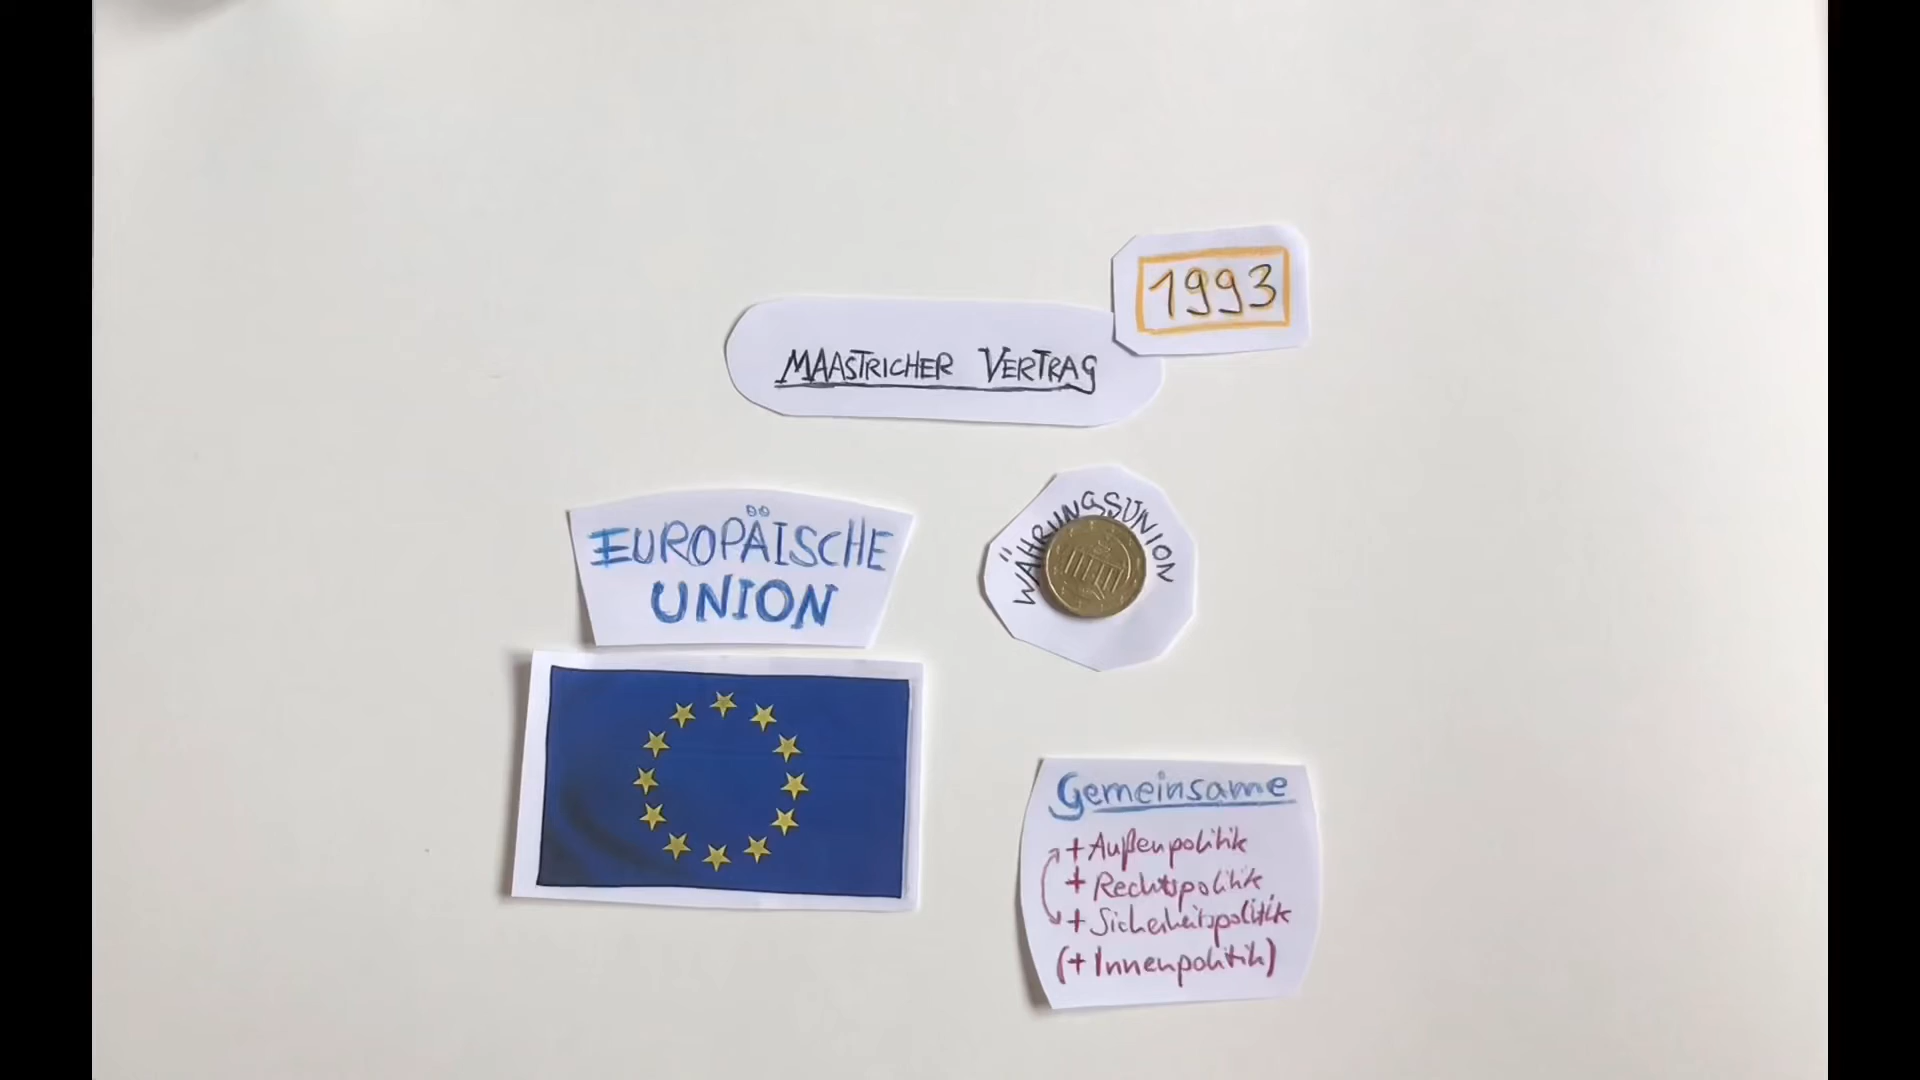 1993
MAASTRICHER VERTRAG
EUROPÄISCHE
UNION
WÄHRUNGSUNION
Gemeinsame
+ Außenpolitik
+ Rechtspolitik
+ Sicherheitspolitik
(+ Innenpolitik)